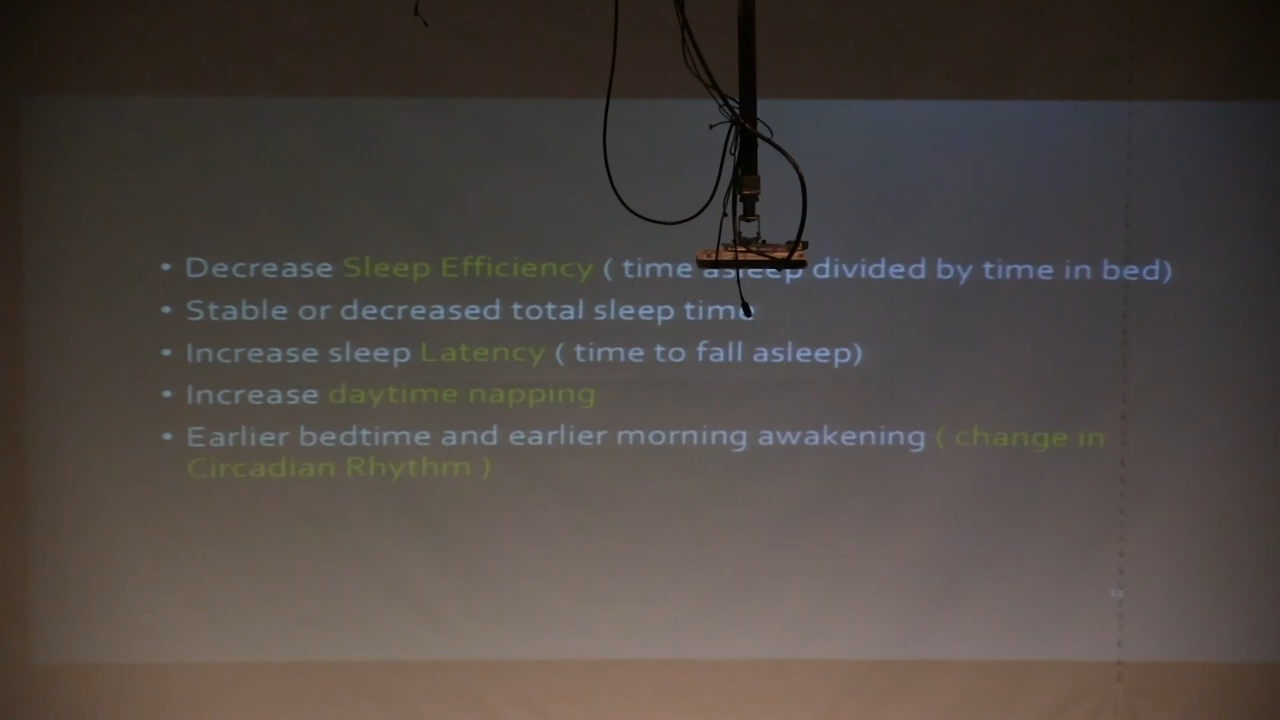 • Decrease Sleep Efficiency ( time asleep divided by time in bed)
• Stable or decreased total sleep time
• Increase sleep Latency ( time to fall asleep)
• Increase daytime napping
• Earlier bedtime and earlier morning awakening ( change in
Circadian Rhythm )